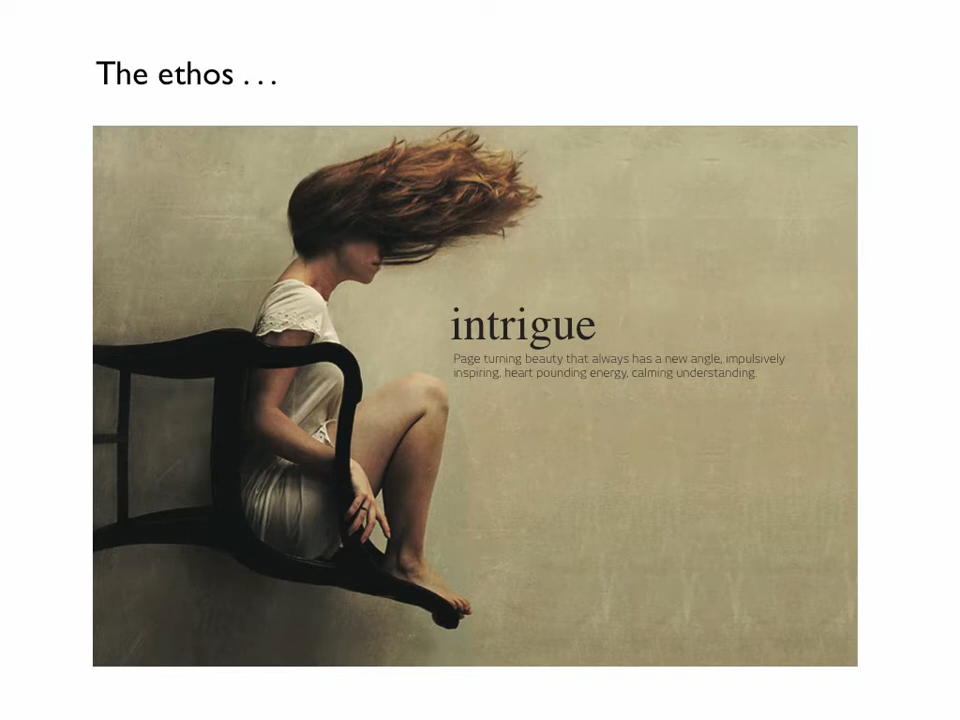 The ethos . . .
intrigue
Page turning beauty that always has a new angle, impulsively
inspiring, heart pounding energy, calming understanding.